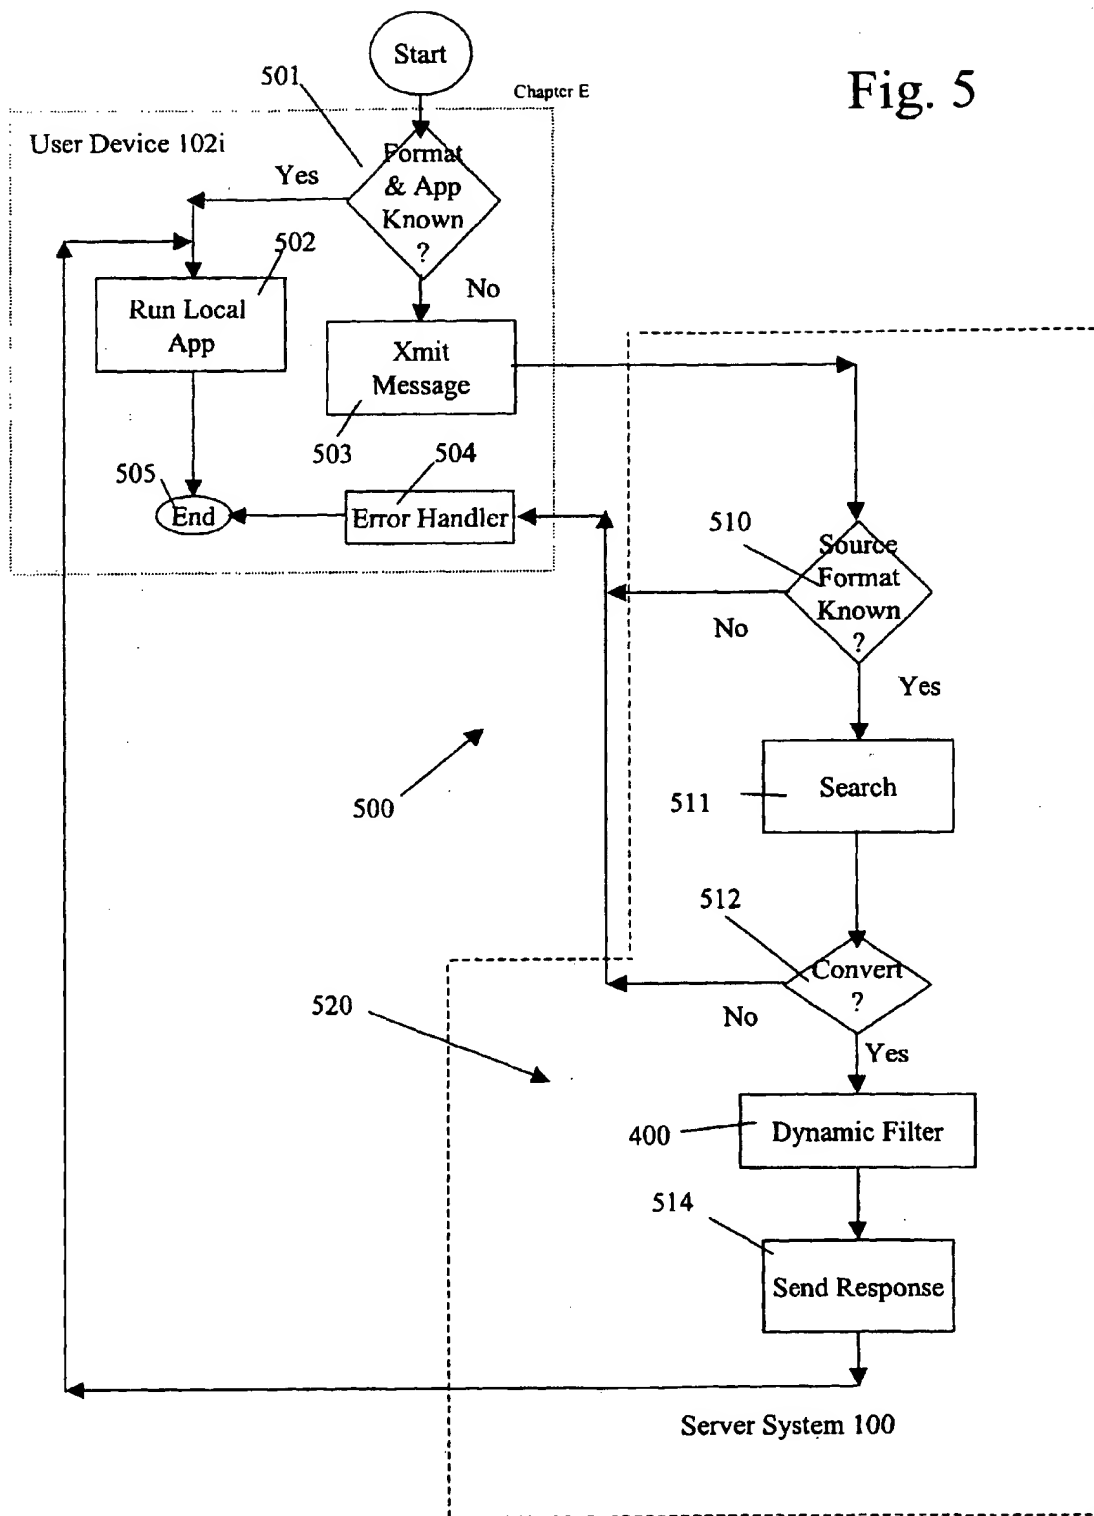 Start
Fig. 5
501
Chapter E
User Device 102i
Format
& App
Known
?
Yes
502
No
Run Local
App
Xmit
Message
503
504
505
End
Error Handler
510
Source
Format
Known
?
No
Yes
500
511
Search
512
Convert
?
520
No
Yes
400
Dynamic Filter
514
Send Response
Server System 100